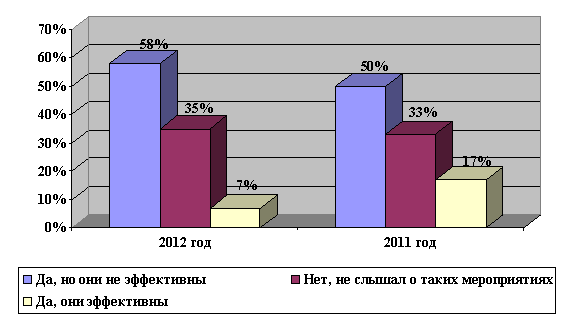 70%
60%
50%
40%
30%
20%
10%
0%
58%
35%
7%
50%
33%
17%
2012 год
2011 год
Да, но они не эффективны
Нет, не слышал о таких мероприятиях
Да, они эффективны